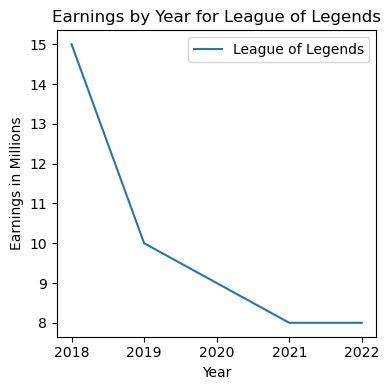 Earnings by Year for League of Legends
League of Legends
15
14
13
12
11
10
9
8
Earnings in Millions
2018 2019 2020 2021 2022
Year